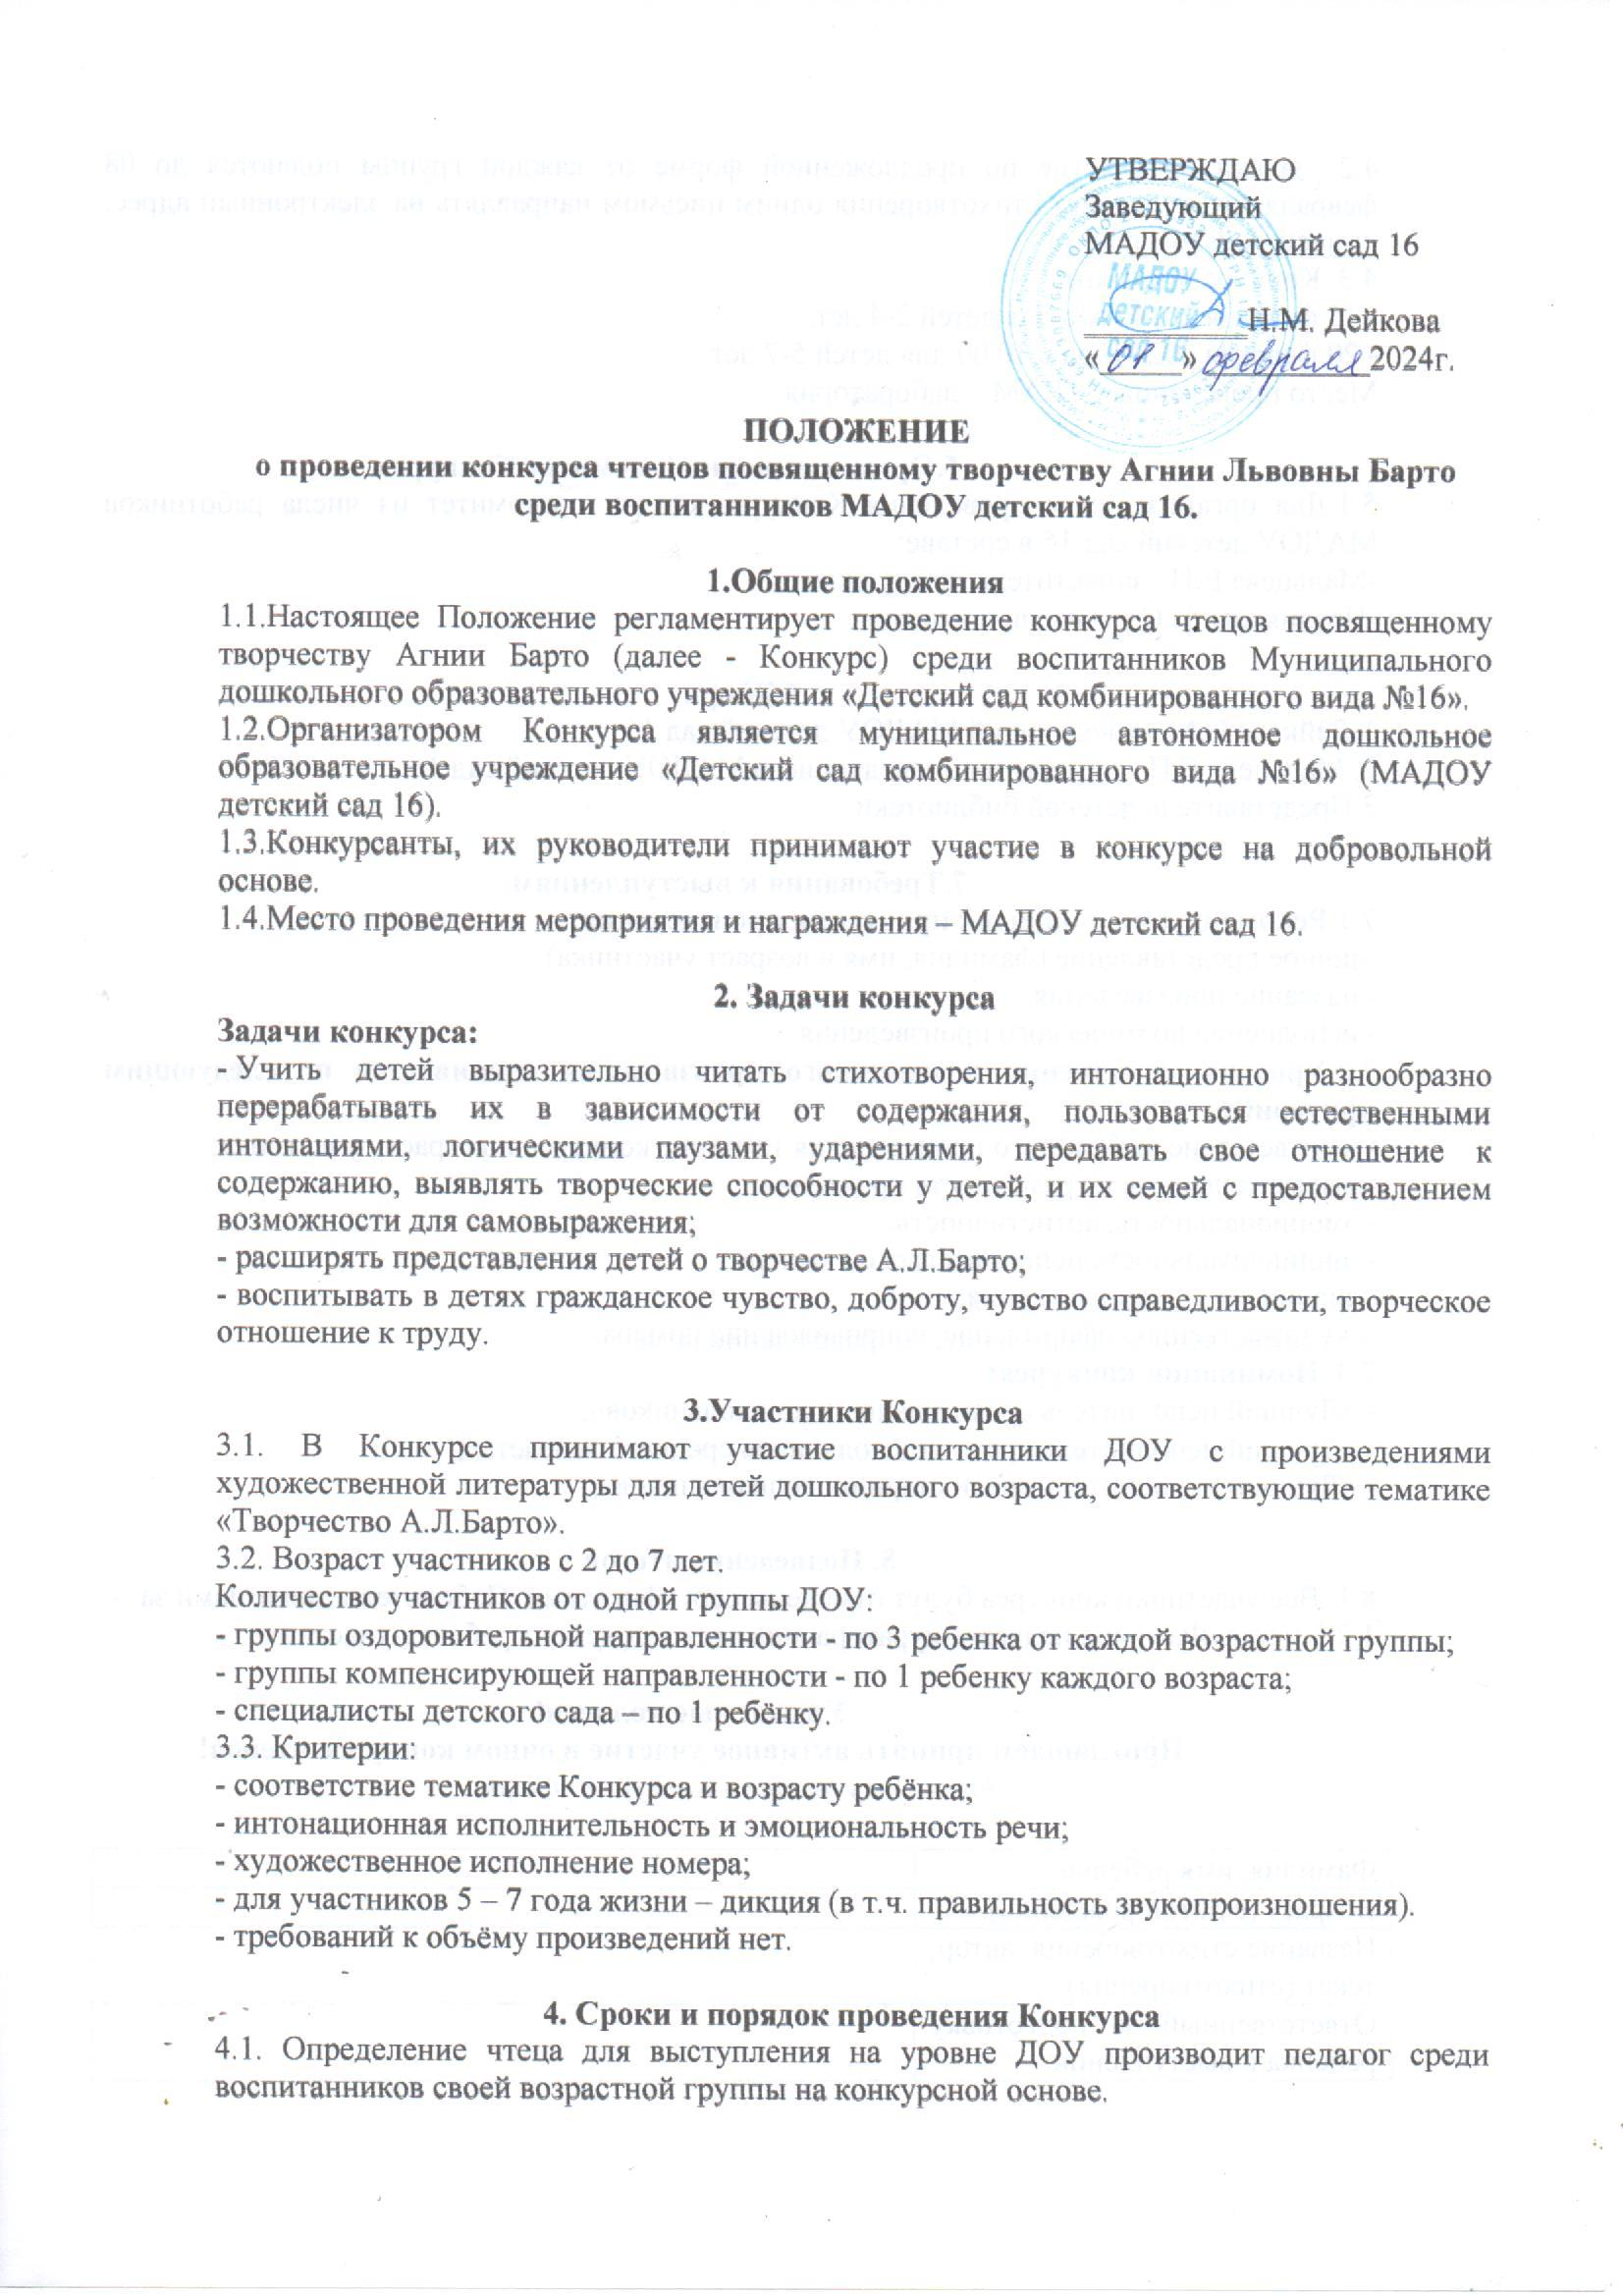 УТВЕРЖДАЮ
Заведующий
МАДОУ детский сад 16
МАДОУ
детский
сад 16
Н.М. Дейкова
« » февраля 2024г.
ПОЛОЖЕНИЕ
о проведении конкурса чтецов посвященному творчеству Агнии Львовны Барто
среди воспитанников МАДОУ детский сад 16.
1.Общие положения
1.1.Настоящее Положение регламентирует проведение конкурса чтецов посвященному
творчеству Агнии Барто (далее - Конкурс) среди воспитанников Муниципального
дошкольного образовательного учреждения «Детский сад комбинированного вида №16».
1.2.Организатором Конкурса является муниципальное автономное дошкольное
образовательное учреждение «Детский сад комбинированного вида №16» (МАДОУ
детский сад 16).
1.3.Конкурсанты, их руководители принимают участие в конкурсе на добровольной
основе.
1.4.Место проведения мероприятия и награждения – МАДОУ детский сад 16.
2. Задачи конкурса
Задачи конкурса:
- Учить детей выразительно читать стихотворения, интонационно разнообразно
перерабатывать их в зависимости от содержания, пользоваться естественными
интонациями, логическими паузами, ударениями, передавать свое отношение к
содержанию, выявлять творческие способности у детей, и их семей с предоставлением
возможности для самовыражения;
- расширять представления детей о творчестве А.Л.Барто;
- воспитывать в детях гражданское чувство, доброту, чувство справедливости, творческое
отношение к труду.
3.Участники Конкурса
3.1. В Конкурсе принимают участие воспитанники ДОУ с произведениями
художественной литературы для детей дошкольного возраста, соответствующие тематике
«Творчество А.Л.Барто».
3.2. Возраст участников с 2 до 7 лет.
Количество участников от одной группы ДОУ:
- группы оздоровительной направленности - по 3 ребенка от каждой возрастной группы;
- группы компенсирующей направленности - по 1 ребенку каждого возраста;
- специалисты детского сада – по 1 ребёнку.
3.3. Критерии:
- соответствие тематике Конкурса и возрасту ребёнка;
- интонационная исполнительность и эмоциональность речи;
- художественное исполнение номера;
- для участников 5 – 7 года жизни – дикция (в т.ч. правильность звукопроизношения).
- требований к объёму произведений нет.
4. Сроки и порядок проведения Конкурса
4.1. Определение чтеца для выступления на уровне ДОУ производит педагог среди
воспитанников своей возрастной группы на конкурсной основе.